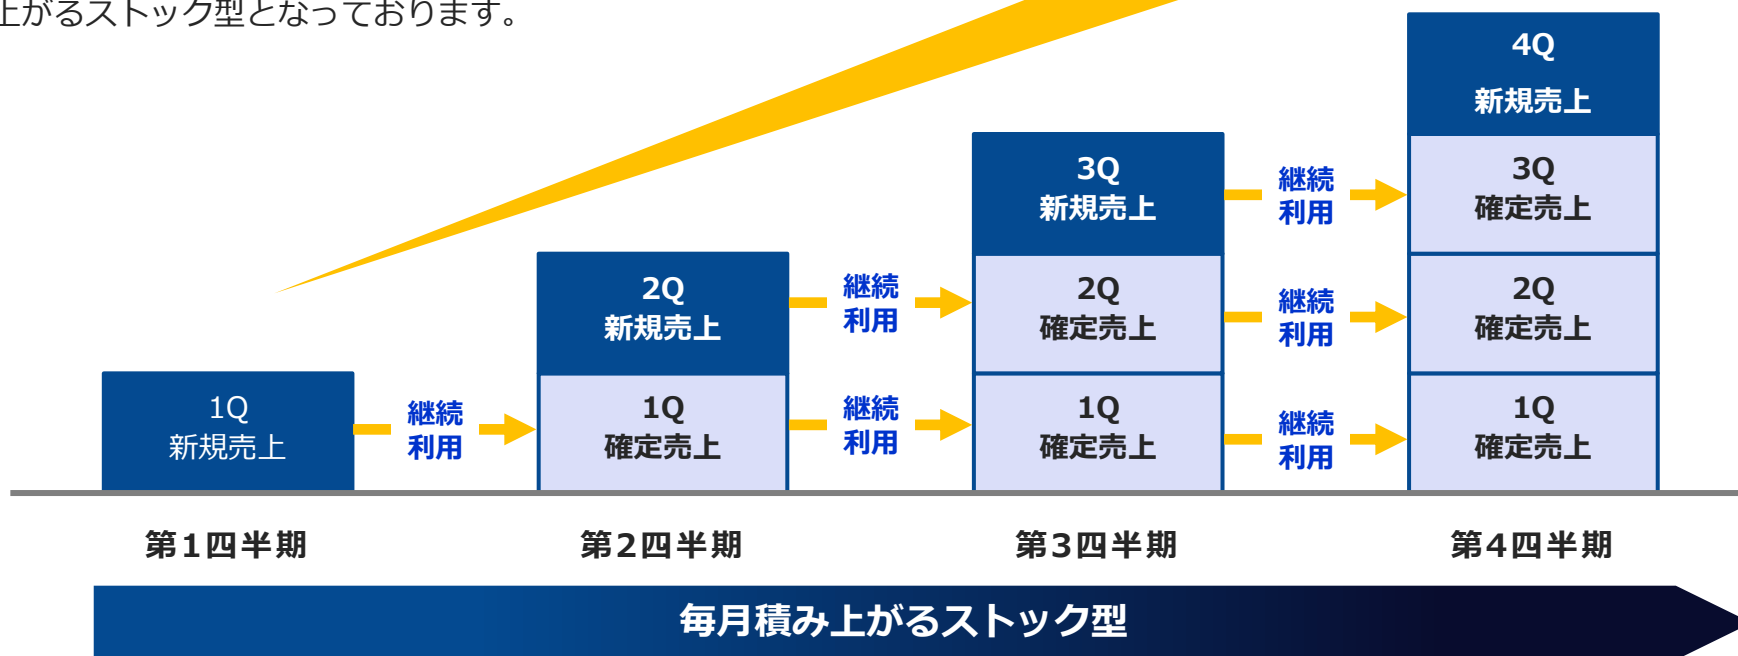 上がるストック型となっております。
4Q
新規売上
3Q
新規売上
継続
利用
3Q
確定売上
2Q
新規売上
継続
利用
2Q
確定売上
継続
利用
2Q
確定売上
1Q
新規売上
継続
利用
1Q
確定売上
継続
利用
1Q
確定売上
継続
利用
1Q
確定売上
第1四半期
第2四半期
第3四半期
第4四半期
毎月積み上がるストック型